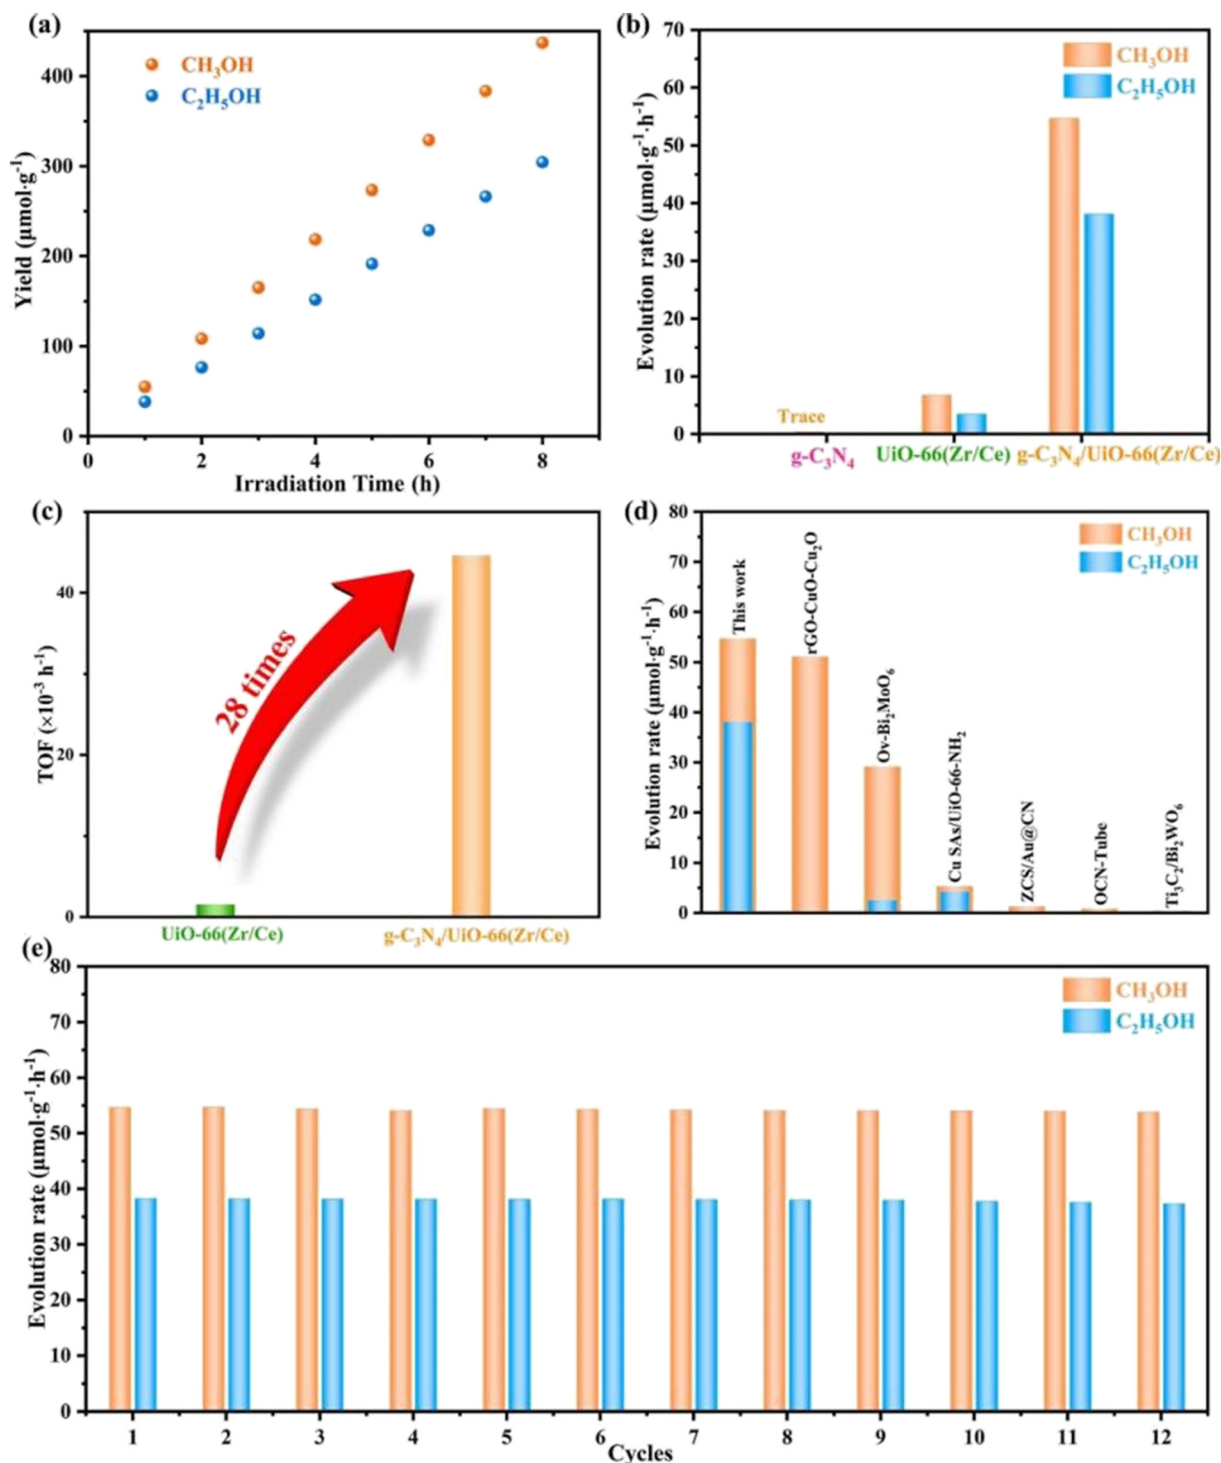 (a)
CH₃OH
C₂H₅OH
Yield (μmol·g⁻¹)
400
300
200
100
0
0 2 4 6 8
Irradiation Time (h)
(b)
CH₃OH
C₂H₅OH
Evolution rate (μmol·g⁻¹·h⁻¹)
70
60
50
40
30
20
10
0
Trace
g-C₃N₄ UiO-66(Zr/Ce) g-C₃N₄/UiO-66(Zr/Ce)
(c)
TOF (×10⁻³ h⁻¹)
40
20
0
28 times
UiO-66(Zr/Ce) g-C₃N₄/UiO-66(Zr/Ce)
(d)
CH₃OH
C₂H₅OH
Evolution rate (μmol·g⁻¹·h⁻¹)
80
70
60
50
40
30
20
10
0
This work
rGO-CuO-Cu₂O
Ov-Bi₂MoO₆
Cu SAs/UiO-66-NH₂
ZCS/Au@CN
OCN-Tube
Ti₃C₂/Bi₂WO₆
(e)
CH₃OH
C₂H₅OH
Evolution rate (μmol·g⁻¹·h⁻¹)
80
70
60
50
40
30
20
10
0
1 2 3 4 5 6 7 8 9 10 11 12
Cycles